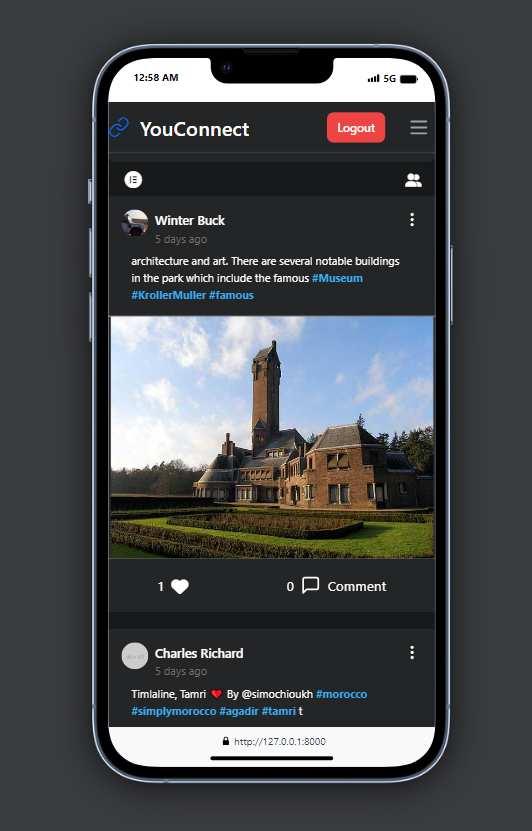 12:58 AM
5G
YouConnect
Logout
Winter Buck
5 days ago
architecture and art. There are several notable buildings
in the park which include the famous #Museum
#KrollerMuller #famous
1
0 Comment
Charles Richard
5 days ago
Timlaline, Tamri ❤️ By @simochioukh #morocco
#simplymorocco #agadir #tamri t
http://127.0.0.1:8000